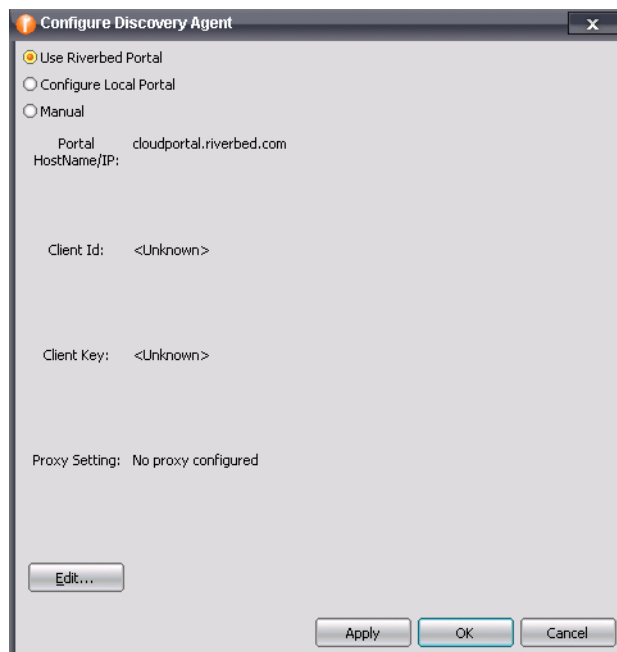 Configure Discovery Agent
x
Use Riverbed Portal
Configure Local Portal
Manual
Portal HostName/IP: cloudportal.riverbed.com
Client Id: <Unknown>
Client Key: <Unknown>
Proxy Setting: No proxy configured
Edit...
Apply OK Cancel